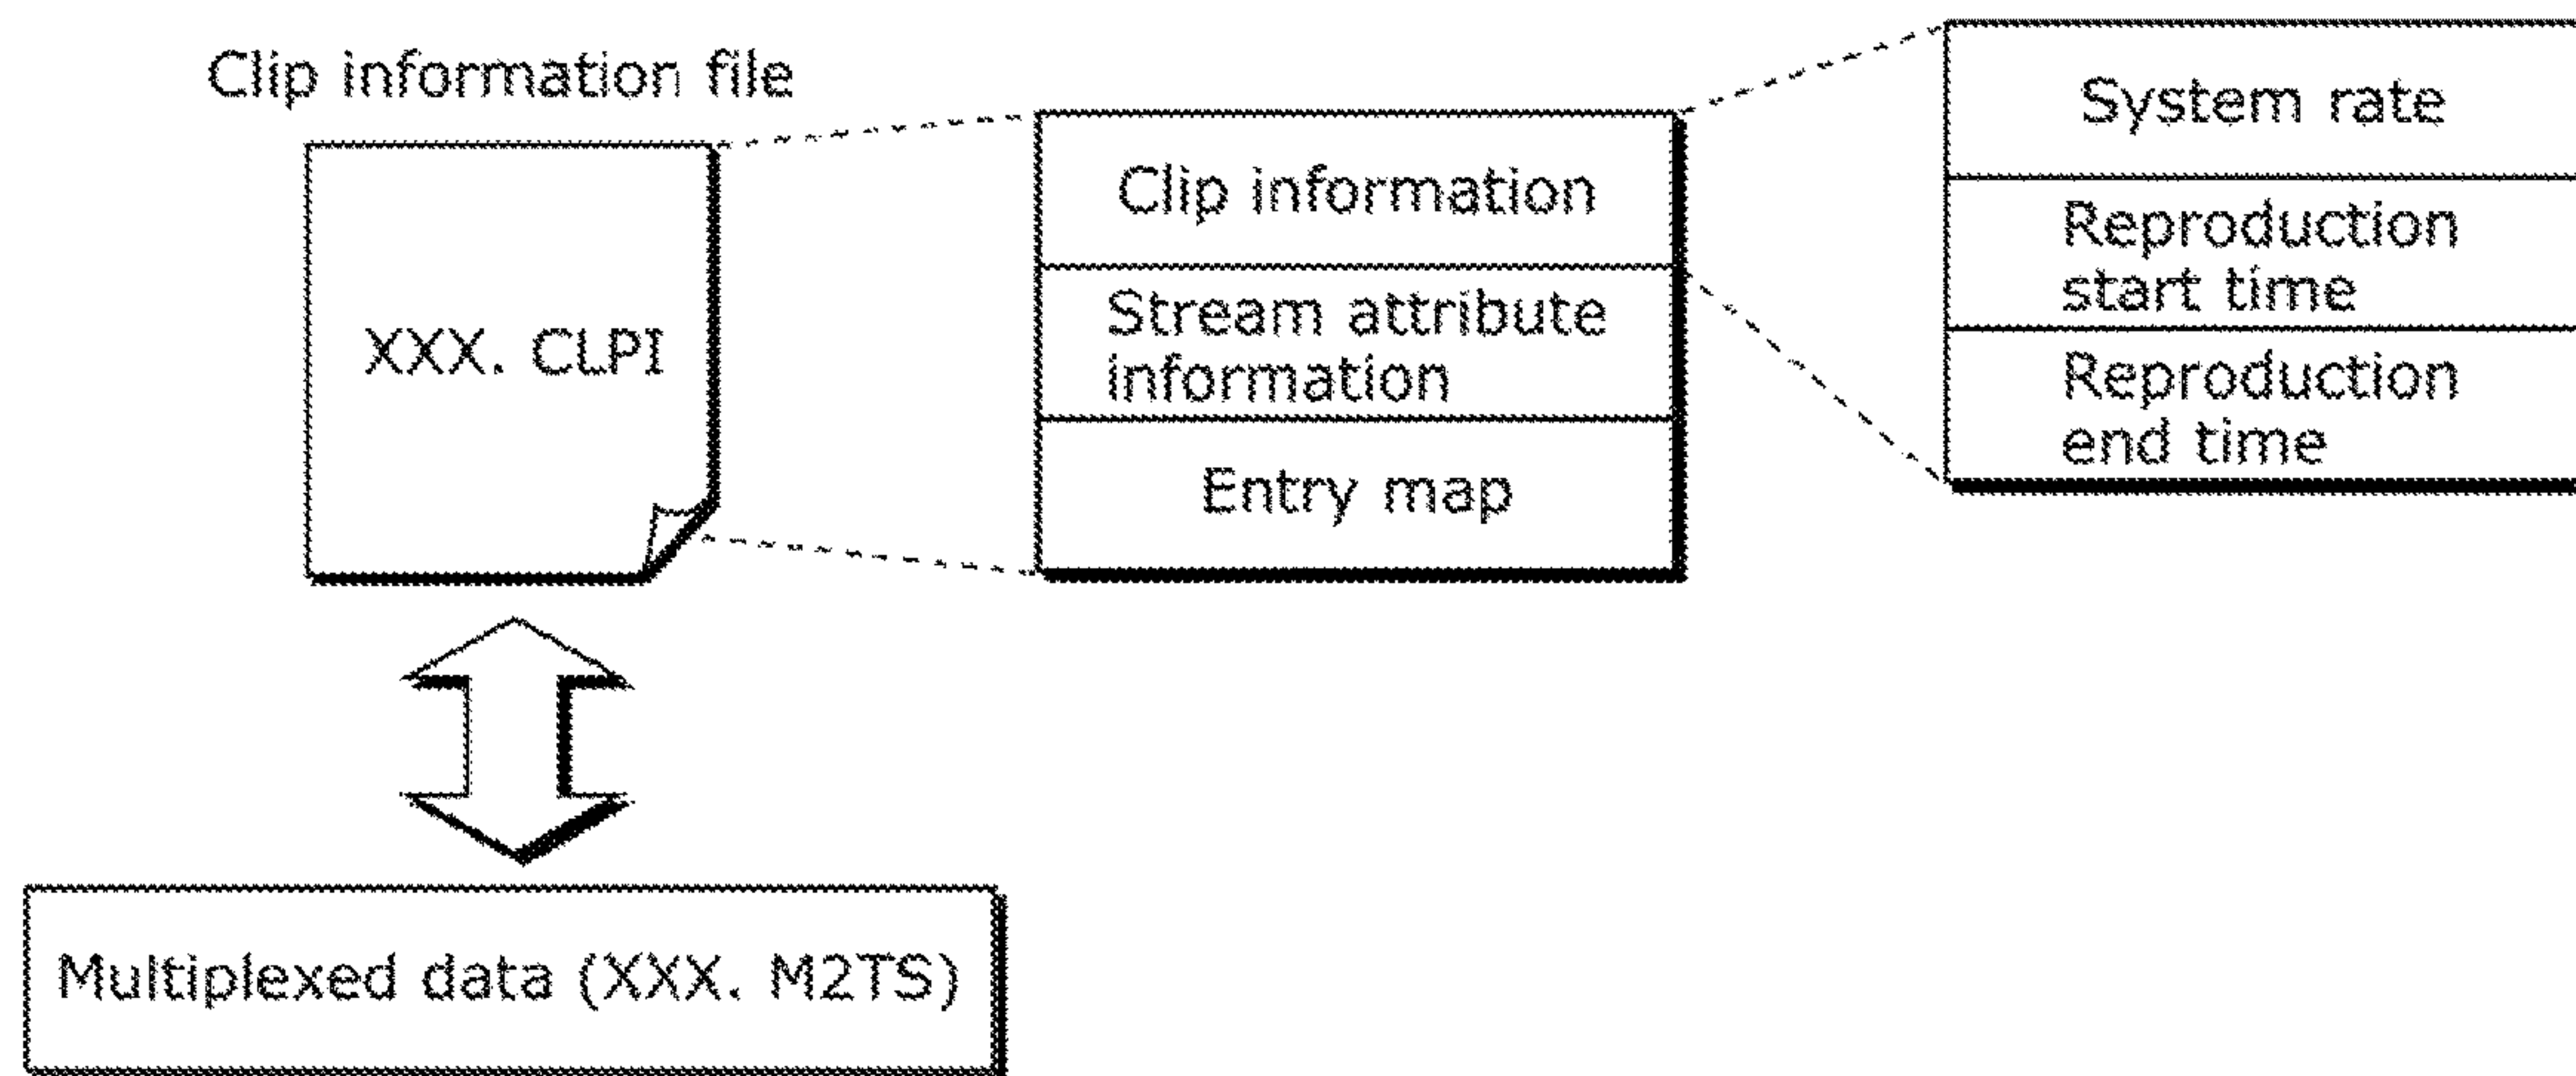 Clip information file
XXX. CLPI
Clip information
Stream attribute
information
Entry map
System rate
Reproduction
start time
Reproduction
end time
Multiplexed data (XXX. M2TS)